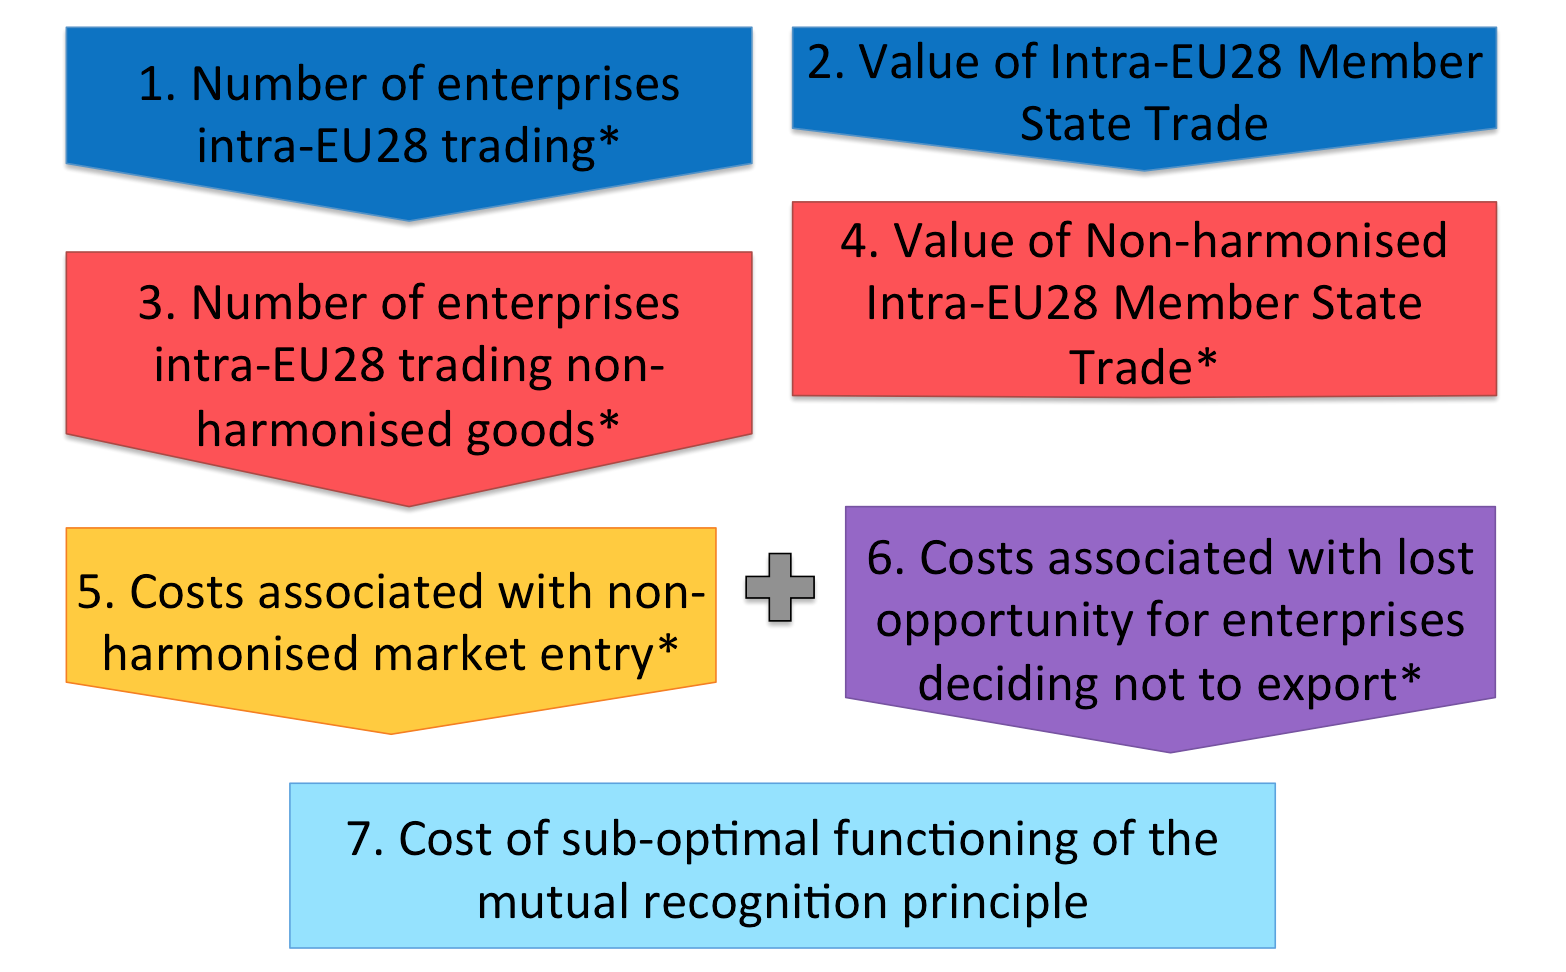 1. Number of enterprises
intra-EU28 trading*
2. Value of Intra-EU28 Member
State Trade
3. Number of enterprises
intra-EU28 trading non-
harmonised goods*
4. Value of Non-harmonised
Intra-EU28 Member State
Trade*
5. Costs associated with non-
harmonised market entry*
6. Costs associated with lost
opportunity for enterprises
deciding not to export*
7. Cost of sub-optimal functioning of the
mutual recognition principle